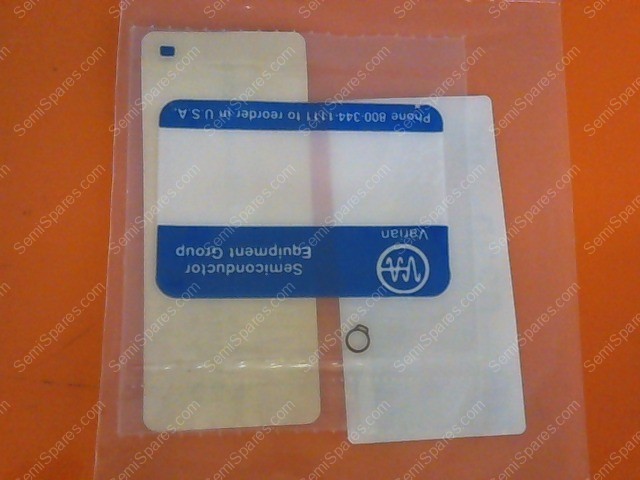 Varian
Semiconductor
Equipment Group
Phone 800-344-1111 to reorder in U.S.A.
SemiSpares.com